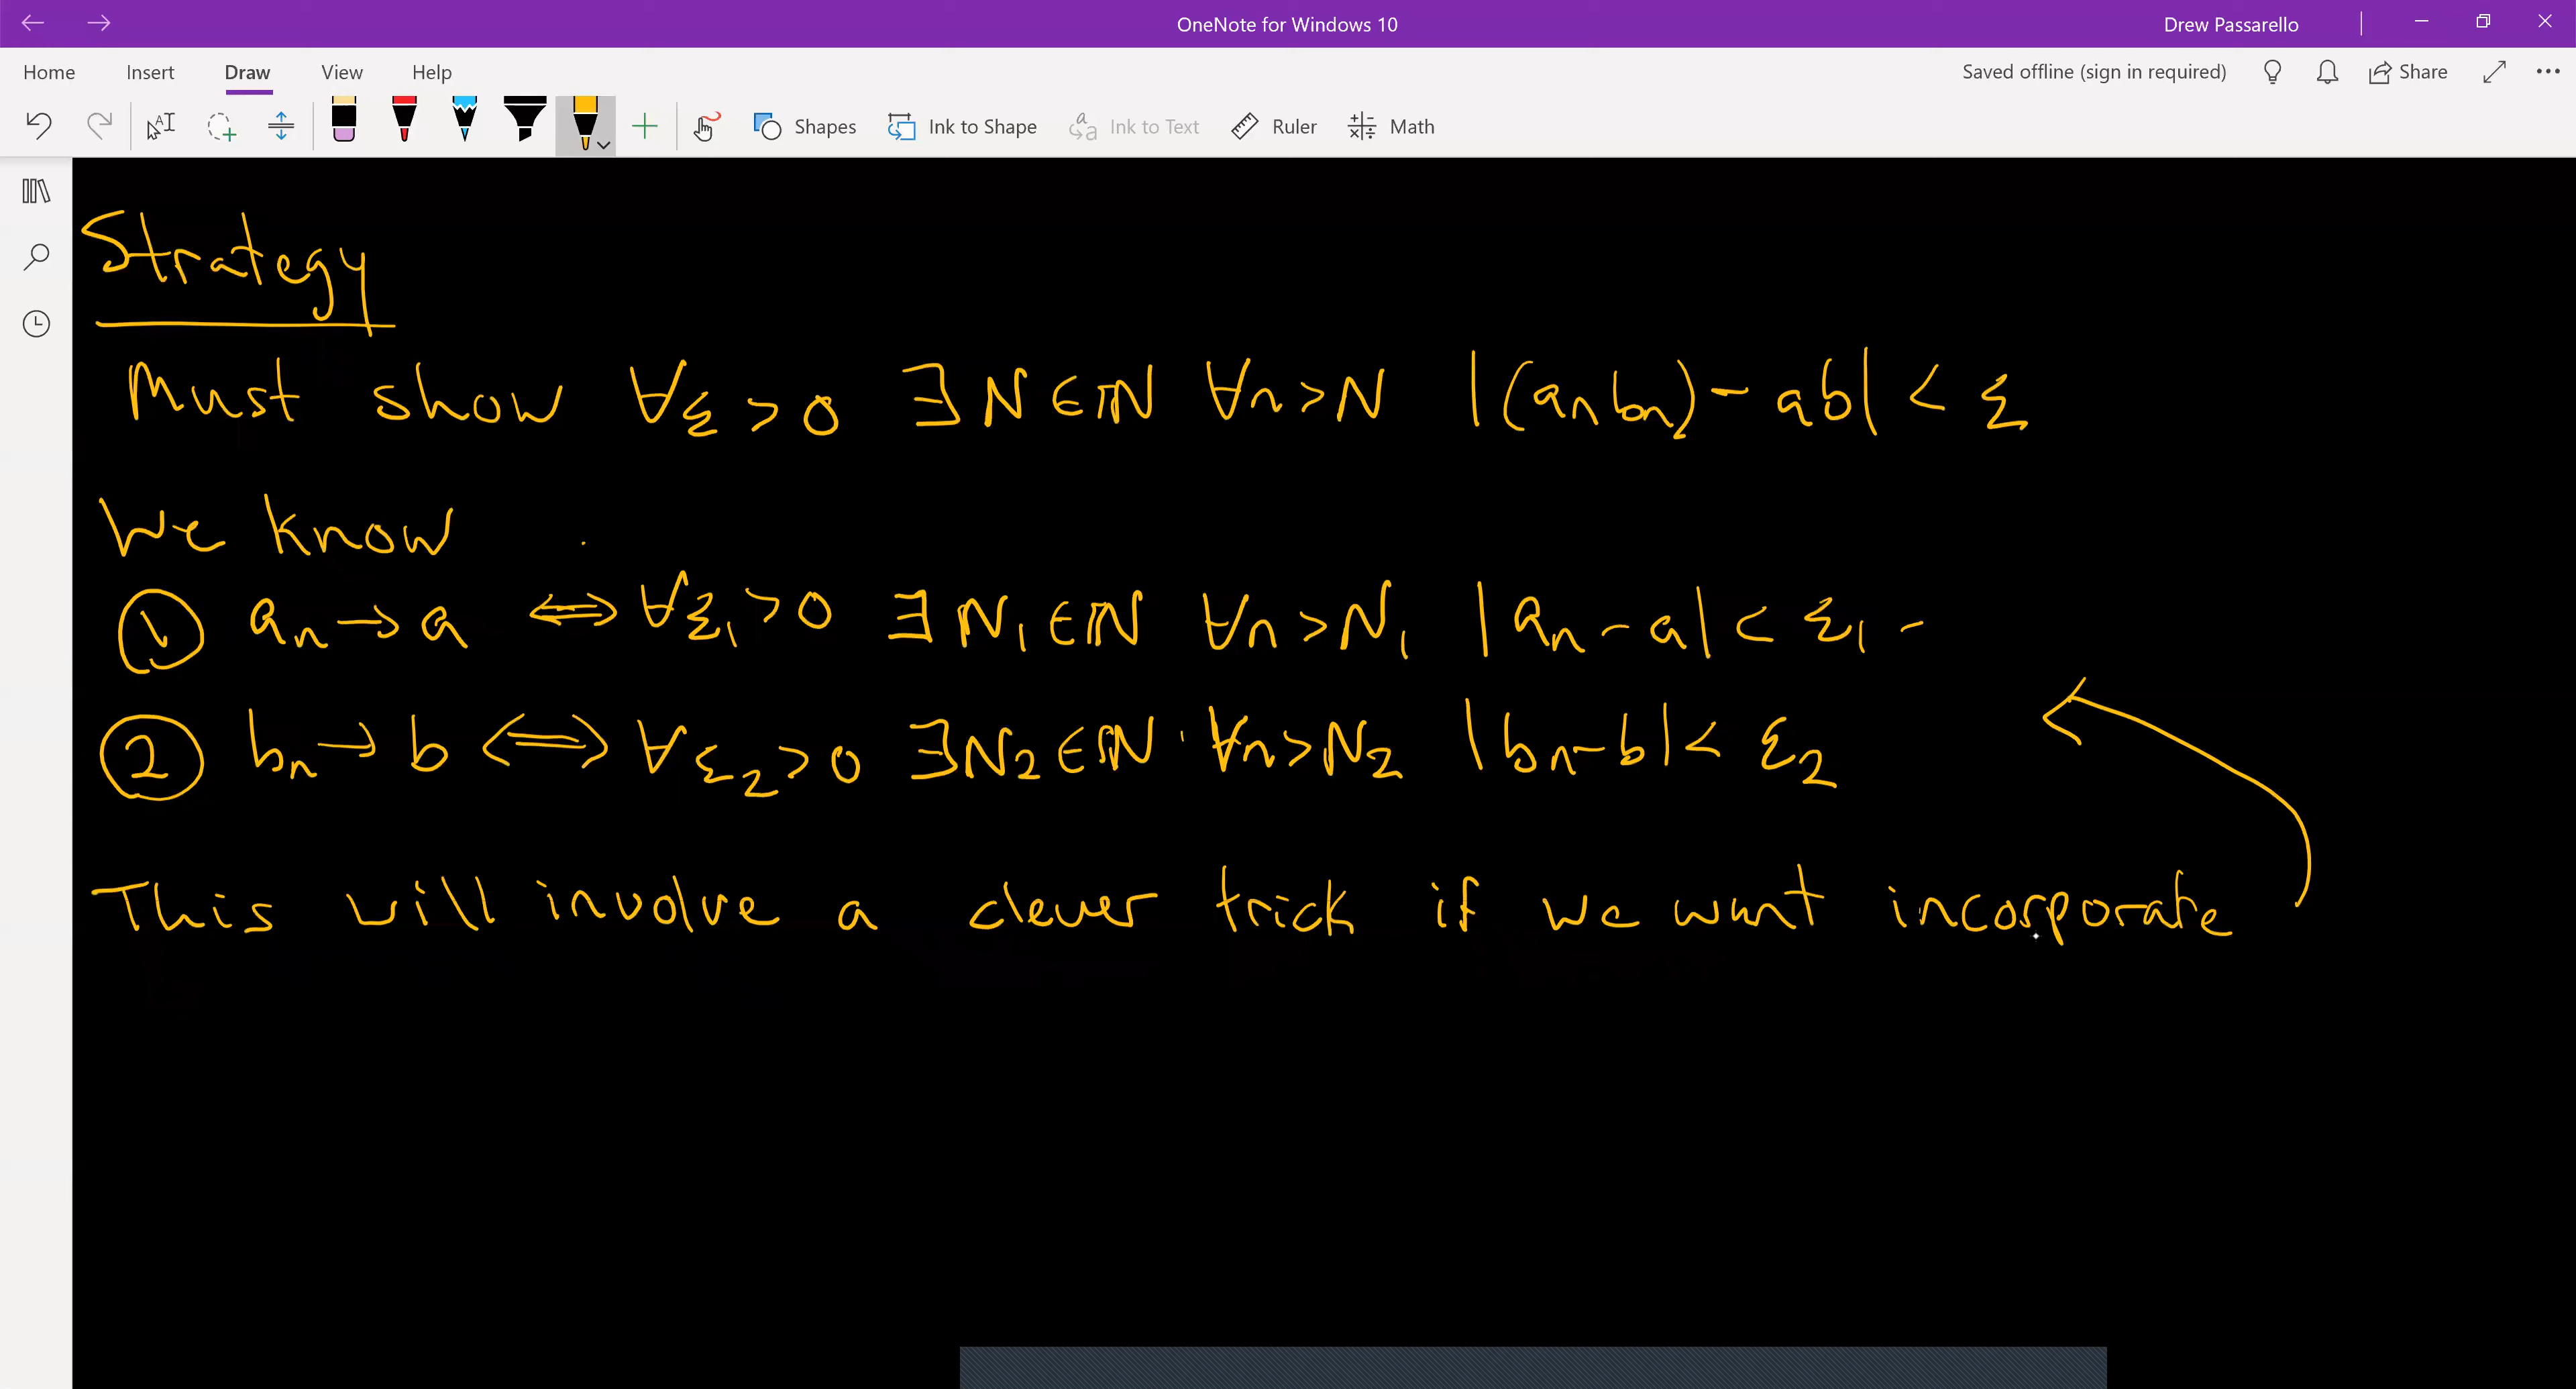 OneNote for Windows 10
Drew Passarello
Home Insert Draw View Help
Saved offline (sign in required)
Share
Shapes Ink to Shape Ink to Text Ruler Math
Strategy
Must show ∀ε > 0 ∃N∈ℕ ∀n>N |(aₙbₙ) - ab| < ε
We know
① aₙ → a ⟺ ∀ε₁>0 ∃N₁∈ℕ ∀n>N₁ |aₙ - a| < ε₁ -
② bₙ → b ⟺ ∀ε₂>0 ∃N₂∈ℕ ∀n>N₂ |bₙ - b| < ε₂
This will involve a clever trick if we want incorporate